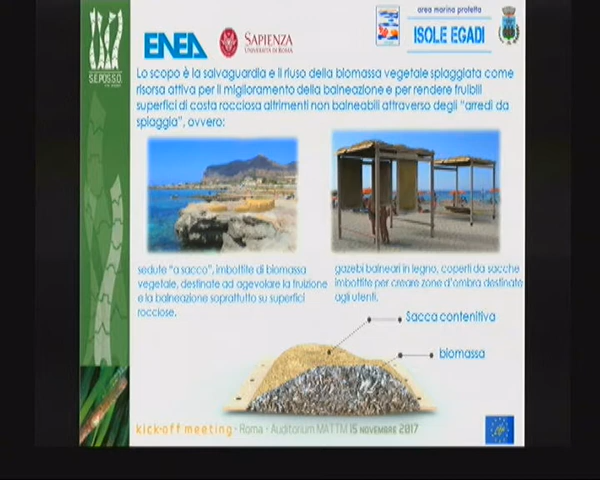 area marina protetta
ENEA
SAPIENZA
UNIVERSITÀ DI ROMA
ISOLE EGADI
S.E.POS.S.O.
Lo scopo è la salvaguardia e il riuso della biomassa vegetale spiaggiata come
risorsa attiva per il miglioramento della balneazione e per rendere fruibili
superfici di costa rocciosa altrimenti non balneabili attraverso degli "arredi da
spiaggia", ovvero:
sedute "a sacco", imbottite di biomassa
vegetale, destinate ad agevolare la fruizione
e la balneazione soprattutto su superfici
rocciose.
gazebi balneari in legno, coperti da sacche
imbottite per creare zone d'ombra destinate
agli utenti.
Sacca contenitiva
biomassa
kick-off meeting - Roma - Auditorium MATTM 15 NOVEMBRE 2017